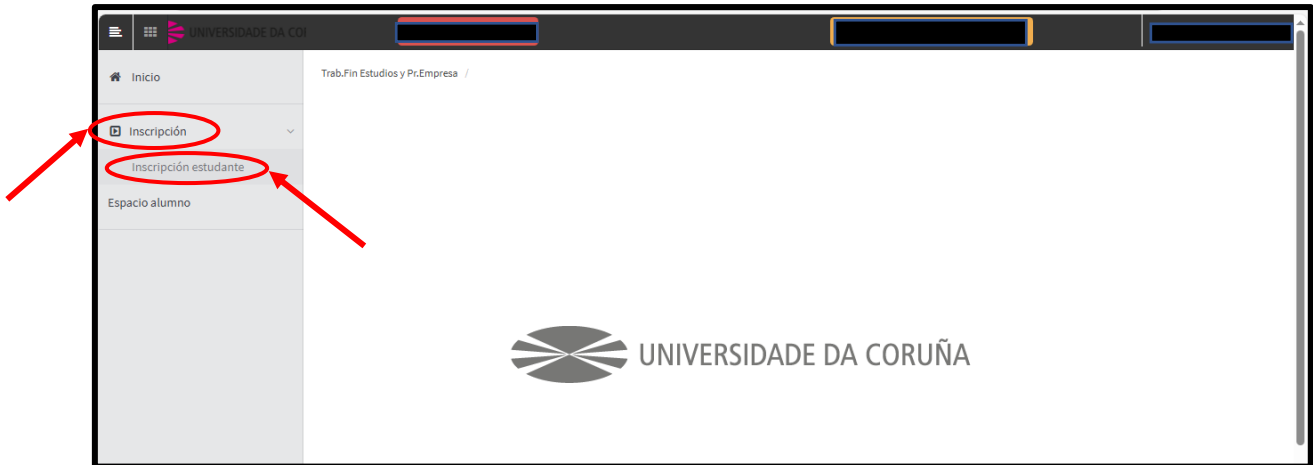 UNIVERSIDADE DA COI
Inicio
Trab.Fin Estudios y Pr.Empresa /
Inscripción
Inscripción estudante
Espacio alumno
UNIVERSIDADE DA CORUÑA